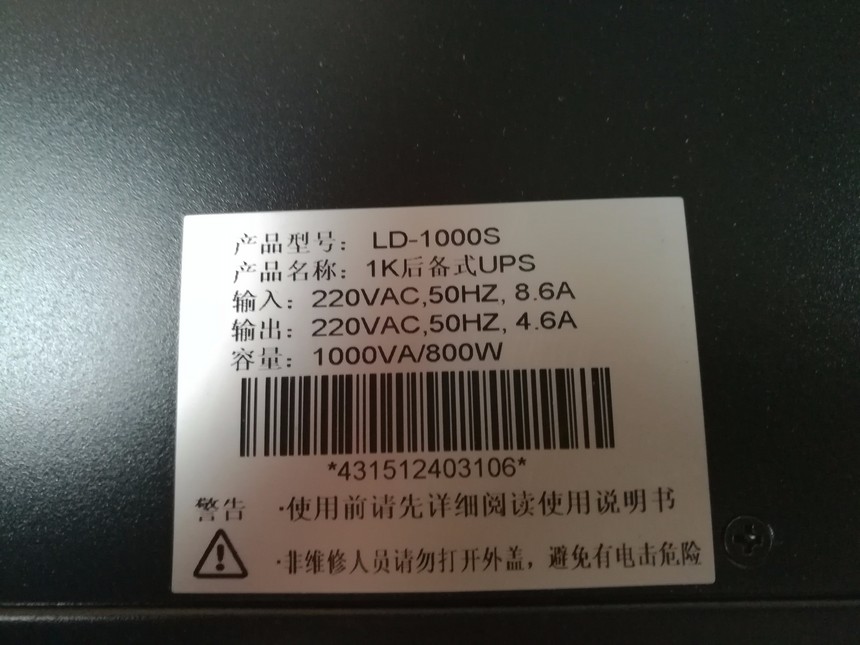 产品型号： LD-1000S
产品名称：1K后备式UPS
输入：220VAC,50HZ, 8.6A
输出：220VAC,50HZ, 4.6A
容量：1000VA/800W
*431512403106*
警告 ·使用前请先详细阅读使用说明书
·非维修人员请勿打开外盖，避免有电击危险